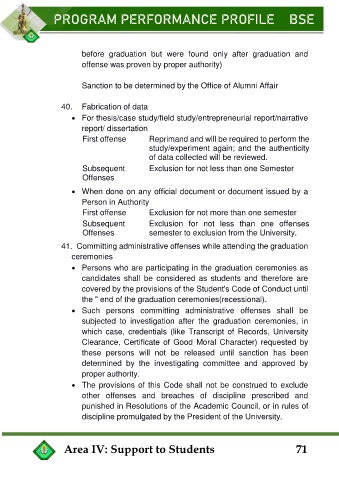 PROGRAM PERFORMANCE PROFILE BSE
before graduation but were found only after graduation and
offense was proven by proper authority)
Sanction to be determined by the Office of Alumni Affair
40. Fabrication of data
• For thesis/case study/field study/entrepreneurial report/narrative
report/ dissertation
First offense Reprimand and will be required to perform the
study/experiment again; and the authenticity
of data collected will be reviewed.
Subsequent Exclusion for not less than one Semester
Offenses
• When done on any official document or document issued by a
Person in Authority
First offense Exclusion for not more than one semester
Subsequent Exclusion for not less than one offenses
Offenses semester to exclusion from the University.
41. Committing administrative offenses while attending the graduation
ceremonies
• Persons who are participating in the graduation ceremonies as
candidates shall be considered as students and therefore are
covered by the provisions of the Student's Code of Conduct until
the " end of the graduation ceremonies(recessional).
• Such persons committing administrative offenses shall be
subjected to investigation after the graduation ceremonies, in
which case, credentials (like Transcript of Records, University
Clearance, Certificate of Good Moral Character) requested by
these persons will not be released until sanction has been
determined by the investigating committee and approved by
proper authority.
• The provisions of this Code shall not be construed to exclude
other offenses and breaches of discipline prescribed and
punished in Resolutions of the Academic Council, or in rules of
discipline promulgated by the President of the University.
Area IV: Support to Students 71